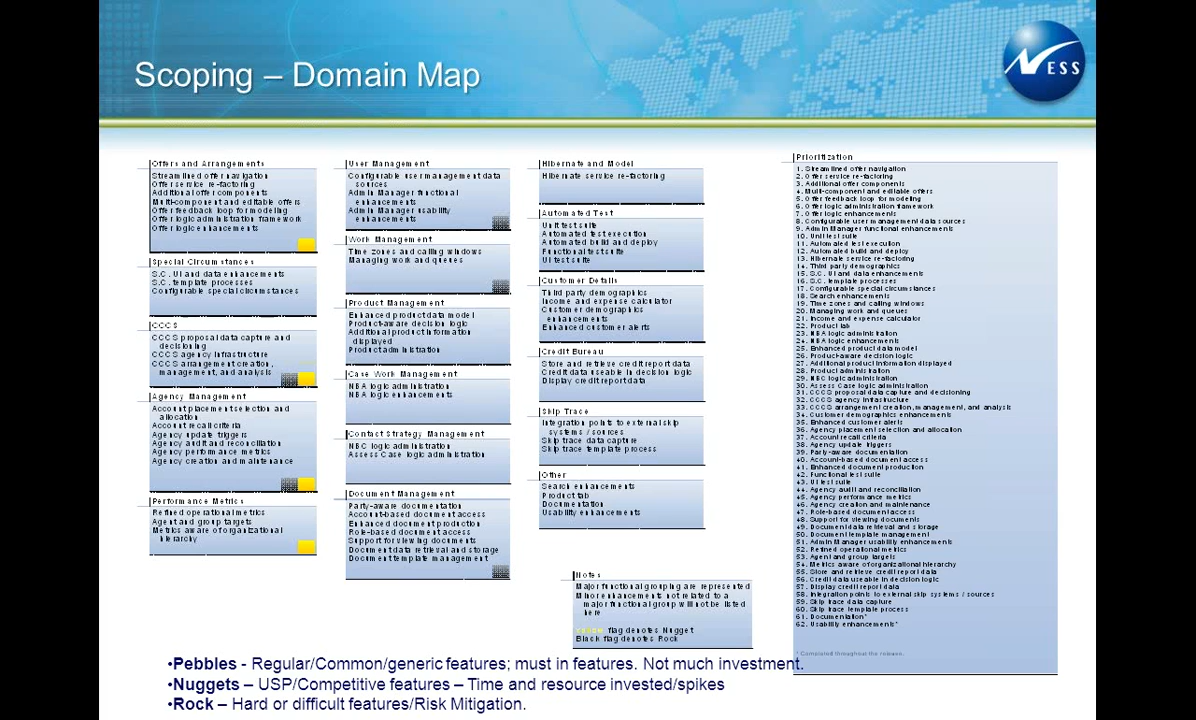 Scoping – Domain Map
NESS
Offers and Arrangements
Streamlined offer navigation
Offer service re-factoring
Additional offer components
Multi-component and editable offers
Offer feedback loop for modeling
Offer logic administration framework
Offer logic enhancements
Special Circumstances
S.C. UI and data enhancements
S.C. template processes
Configurable special circumstances
CCCS
CCCS proposal data capture and
decisioning
CCCS agency infrastructure
CCCS arrangement creation,
management, and analysis
Agency Management
Account placement selection and
allocation
Account recall criteria
Agency update triggers
Agency audit and reconciliation
Agency performance metrics
Agency creation and maintenance
Performance Metrics
Refined operational metrics
Agent and group targets
Metrics aware of organizational
hierarchy
User Management
Configurable user management data
sources
Admin Manager functional
enhancements
Admin Manager usability
enhancements
Work Management
Time zones and calling windows
Managing work and queues
Product Management
Enhanced product data model
Product-aware decision logic
Additional product information
displayed
Product administration
Case Work Management
NBA logic administration
NBA logic enhancements
Contact Strategy Management
NBC logic administration
Assess Case logic administration
Document Management
Party-aware documentation
Account-based document access
Enhanced document production
Role-based document access
Support for viewing documents
Document data retrieval and storage
Document template management
Hibernate and Model
Hibernate service re-factoring
Automated Test
Unit test suite
Automated test execution
Automated build and deploy
Functional test suite
UI test suite
Customer Details
Third party demographics
Income and expense calculator
Customer demographics
enhancements
Enhanced customer alerts
Credit Bureau
Store and retrieve credit report data
Credit data useable in decision logic
Display credit report data
Skip Trace
Integration points to external skip
systems / sources
Skip trace data capture
Skip trace template process
Other
Search enhancements
Product tab
Documentation
Usability enhancements
Notes
Major functional grouping are represented
Minor enhancements not related to a
major functional group will not be listed
here
flag denotes Nugget
Black flag denotes Rock
Prioritization
1. Streamlined offer navigation
2. Offer service re-factoring
3. Additional offer components
4. Multi-component and editable offers
5. Offer feedback loop for modeling
6. Offer logic administration framework
7. Offer logic enhancements
8. Configurable user management data sources
9. Admin Manager functional enhancements
10. Unit test suite
11. Automated test execution
12. Automated build and deploy
13. Hibernate service re-factoring
14. Third party demographics
15. S.C. UI and data enhancements
16. S.C. template processes
17. Configurable special circumstances
18. Search enhancements
19. Time zones and calling windows
20. Managing work and queues
21. Income and expense calculator
22. Product tab
23. NBA logic administration
24. NBA logic enhancements
25. Enhanced product data model
26. Product-aware decision logic
27. Additional product information displayed
28. Product administration
29. NBC logic administration
30. Assess Case logic administration
31. CCCS proposal data capture and decisioning
32. CCCS agency infrastructure
33. CCCS arrangement creation, management, and analysis
34. Customer demographics enhancements
35. Enhanced customer alerts
36. Agency placement selection and allocation
37. Account recall criteria
38. Agency update triggers
39. Party-aware documentation
40. Account-based document access
41. Enhanced document production
42. Functional test suite
43. UI test suite
44. Agency audit and reconciliation
45. Agency performance metrics
46. Agency creation and maintenance
47. Role-based document access
48. Support for viewing documents
49. Document data retrieval and storage
50. Document template management
51. Admin Manager usability enhancements
52. Refined operational metrics
53. Agent and group targets
54. Metrics aware of organizational hierarchy
55. Store and retrieve credit report data
56. Credit data useable in decision logic
57. Display credit report data
58. Integration points to external skip systems / sources
59. Skip trace data capture
60. Skip trace template process
61. Documentation*
62. Usability enhancements*
* Completed throughout the release.
•Pebbles - Regular/Common/generic features; must in features. Not much investment.
•Nuggets – USP/Competitive features – Time and resource invested/spikes
•Rock – Hard or difficult features/Risk Mitigation.